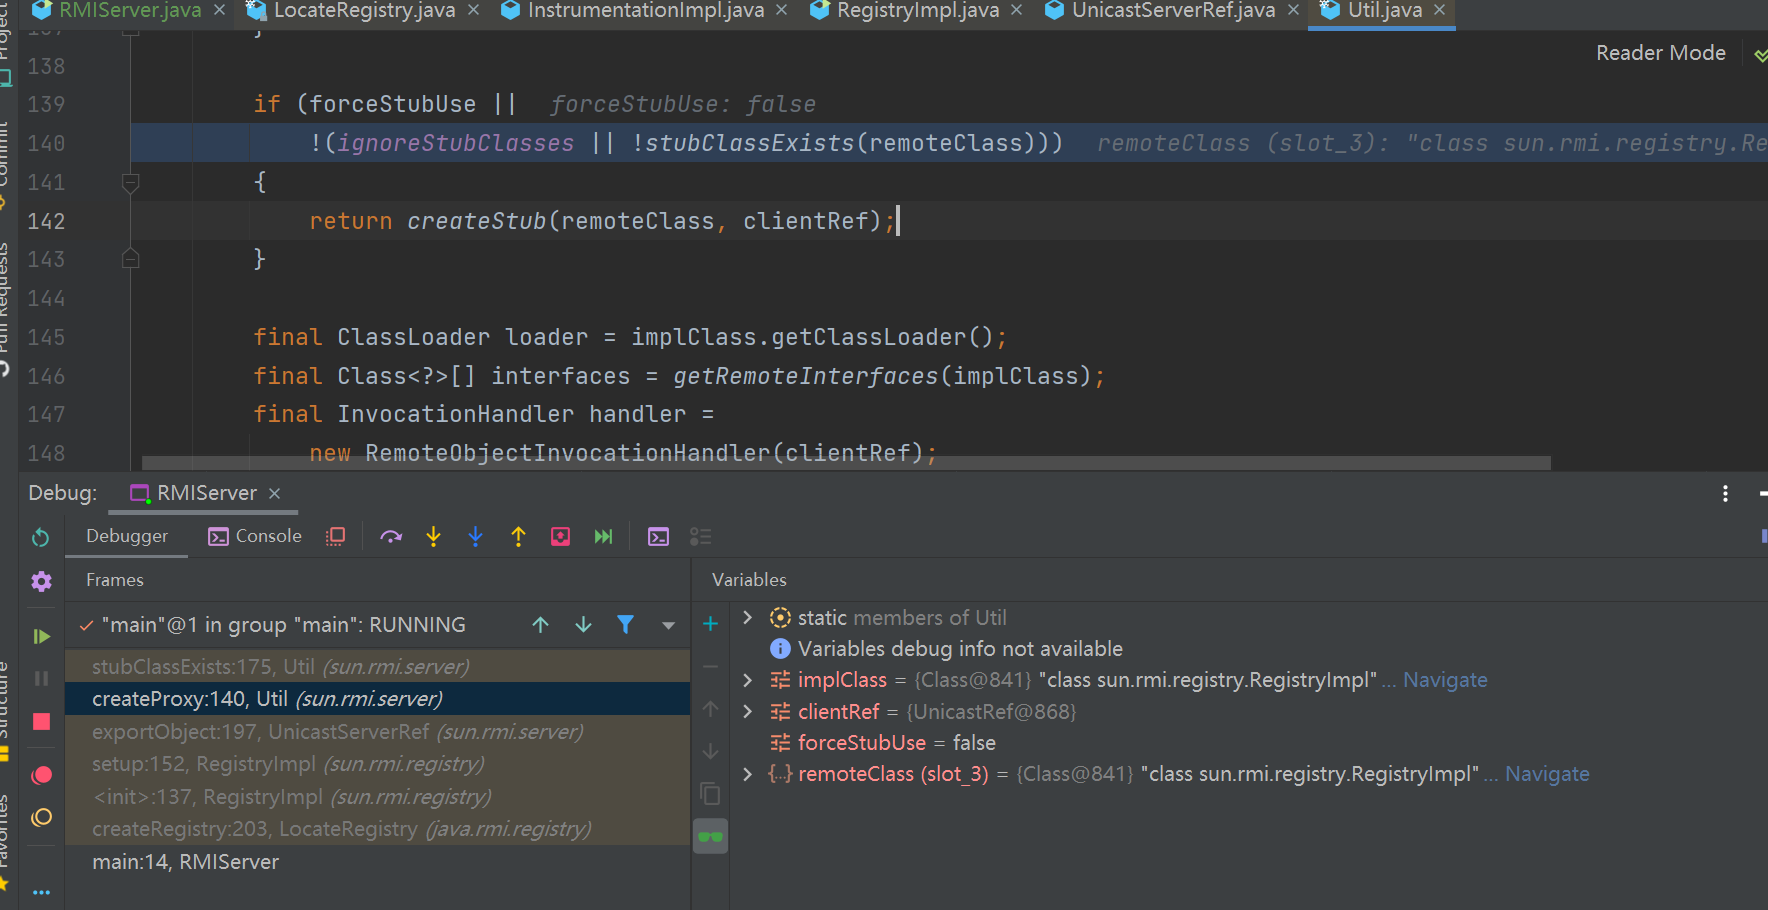 RMIServer.java × LocateRegistry.java × InstrumentationImpl.java × RegistryImpl.java × UnicastServerRef.java × Util.java ×
Reader Mode
137 }
138
139 if (forceStubUse || forceStubUse: false
140 !(ignoreStubClasses || !stubClassExists(remoteClass))) remoteClass (slot_3): "class sun.rmi.registry.Re
141 {
142 return createStub(remoteClass, clientRef);
143 }
144
145 final ClassLoader loader = implClass.getClassLoader();
146 final Class<?>[] interfaces = getRemoteInterfaces(implClass);
147 final InvocationHandler handler =
148 new RemoteObjectInvocationHandler(clientRef);
Commit
Pull Requests
Structure
Favorites
Debug: RMIServer ×
Debugger Console
Frames
"main"@1 in group "main": RUNNING
stubClassExists:175, Util (sun.rmi.server)
createProxy:140, Util (sun.rmi.server)
exportObject:197, UnicastServerRef (sun.rmi.server)
setup:152, RegistryImpl (sun.rmi.registry)
<init>:137, RegistryImpl (sun.rmi.registry)
createRegistry:203, LocateRegistry (java.rmi.registry)
main:14, RMIServer
Variables
static members of Util
Variables debug info not available
implClass = {Class@841} "class sun.rmi.registry.RegistryImpl" ... Navigate
clientRef = {UnicastRef@868}
forceStubUse = false
remoteClass (slot_3) = {Class@841} "class sun.rmi.registry.RegistryImpl" ... Navigate